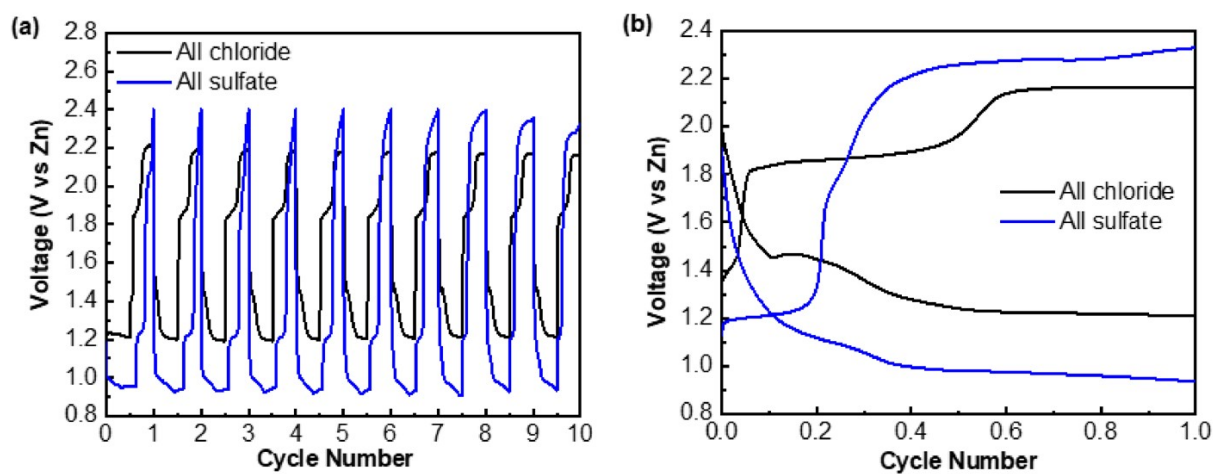 (a)
2.8
2.6
2.4
2.2
2.0
1.8
1.6
1.4
1.2
1.0
0.8
Voltage (V vs Zn)
All chloride
All sulfate
0 1 2 3 4 5 6 7 8 9 10
Cycle Number
(b)
2.4
2.2
2.0
1.8
1.6
1.4
1.2
1.0
0.8
Voltage (V vs Zn)
All chloride
All sulfate
0.0 0.2 0.4 0.6 0.8 1.0
Cycle Number